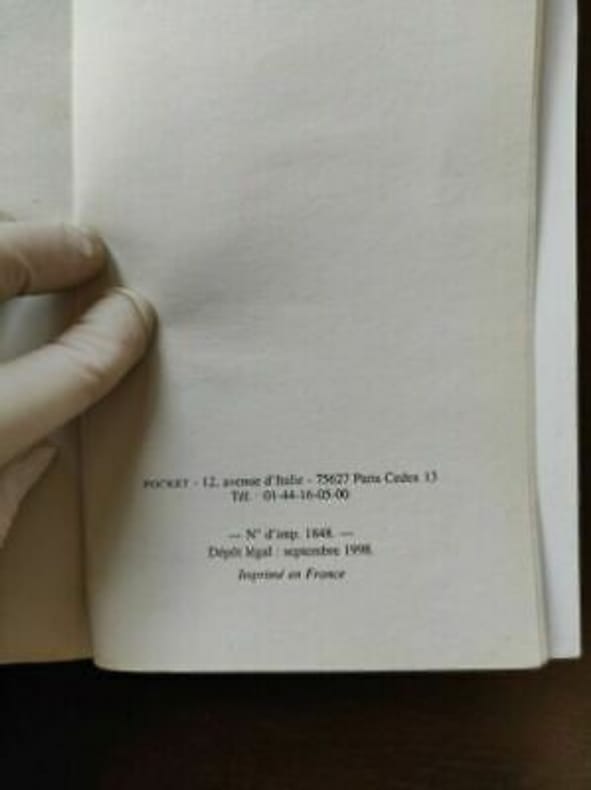 POCKET - 12, avenue d'Italie - 75627 Paris Cedex 13
Tél. : 01-44-16-05-00
— N° d'imp. 1848. —
Dépôt légal : septembre 1998.
Imprimé en France